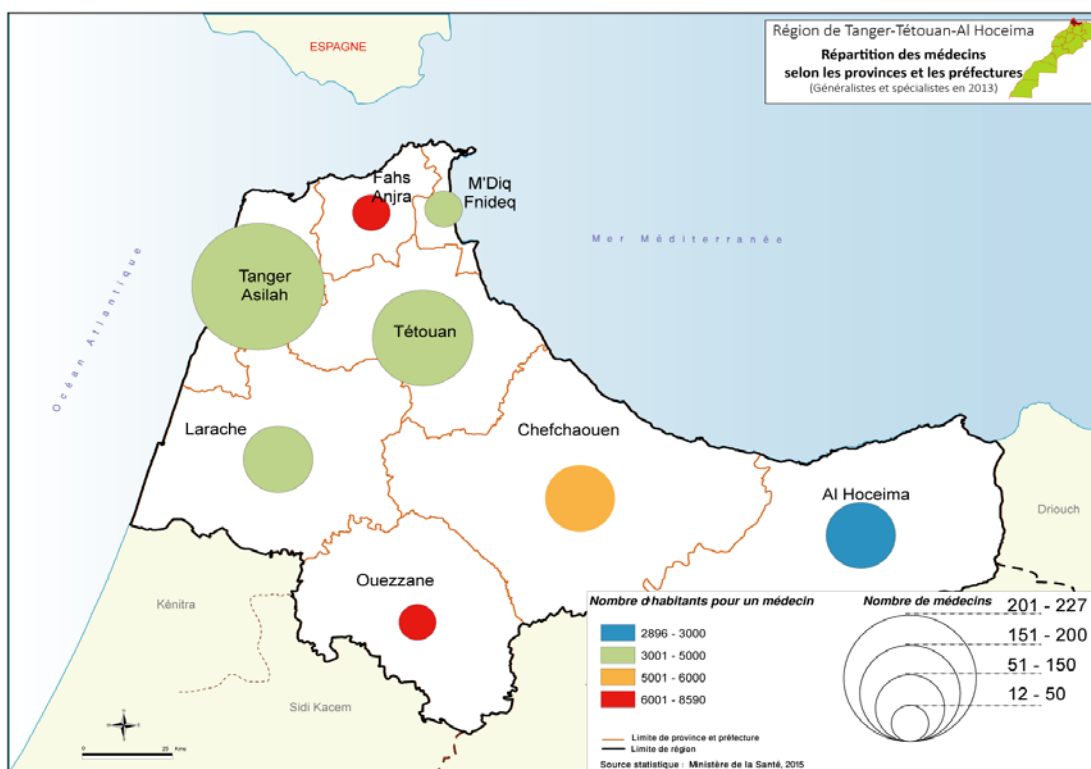 Région de Tanger-Tétouan-Al Hoceima
Répartition des médecins
selon les provinces et les préfectures
(Généralistes et spécialistes en 2013)
ESPAGNE
Fahs
Anjra
M'Diq
Fnideq
Mer Méditerranée
Océan Atlantique
Tanger
Asilah
Tétouan
Larache
Chefchaouen
Al Hoceima
Driouch
Ouezzane
Kénitra
Sidi Kacem
0 25 Kms
Nombre d'habitants pour un médecin
2896 - 3000
3001 - 5000
5001 - 6000
6001 - 8590
Limite de province et préfecture
Limite de région
Source statistique : Ministère de la Santé, 2015
Nombre de médecins
201 - 227
151 - 200
51 - 150
12 - 50